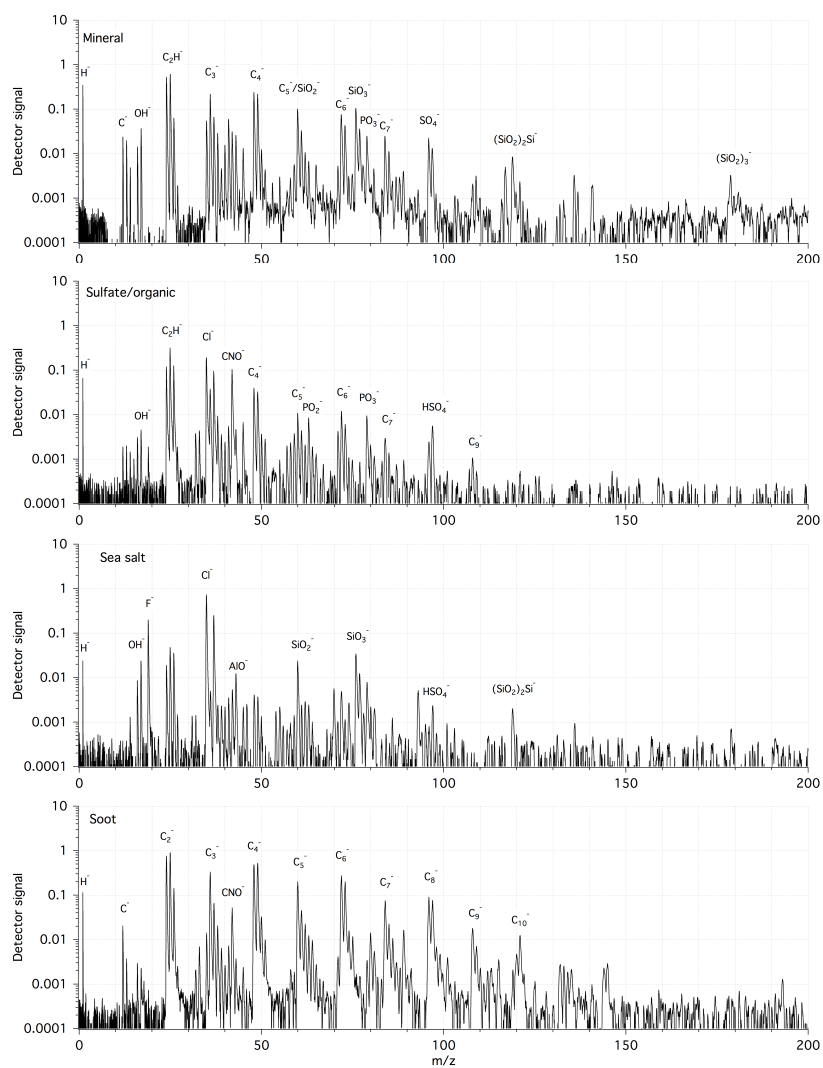 10
Mineral
C₂H⁻
1
H⁻
C₃⁻
C₄⁻
C₅⁻/SiO₂⁻
SiO₃⁻
0.1
C⁻
OH⁻
C₆⁻
PO₃⁻
C₇⁻
SO₄⁻
(SiO₂)₂Si⁻
(SiO₂)₃⁻
0.01
0.001
0.0001
Detector signal
0 50 100 150 200
10
Sulfate/organic
1
C₂H⁻
Cl⁻
CNO⁻
H⁻
C₄⁻
0.1
OH⁻
C₅⁻
PO₂⁻
C₆⁻
PO₃⁻
C₇⁻
HSO₄⁻
C₉⁻
0.01
0.001
0.0001
Detector signal
0 50 100 150 200
10
Sea salt
Cl⁻
1
F⁻
0.1
H⁻
OH⁻
AlO⁻
SiO₂⁻
SiO₃⁻
HSO₄⁻
(SiO₂)₂Si⁻
0.01
0.001
0.0001
Detector signal
0 50 100 150 200
10
Soot
C₂⁻
1
H⁻
C₃⁻
C₄⁻
C₅⁻
C₆⁻
C₇⁻
C₈⁻
0.1
C⁻
CNO⁻
C₉⁻
C₁₀⁻
0.01
0.001
0.0001
Detector signal
0 50 100 150 200
m/z